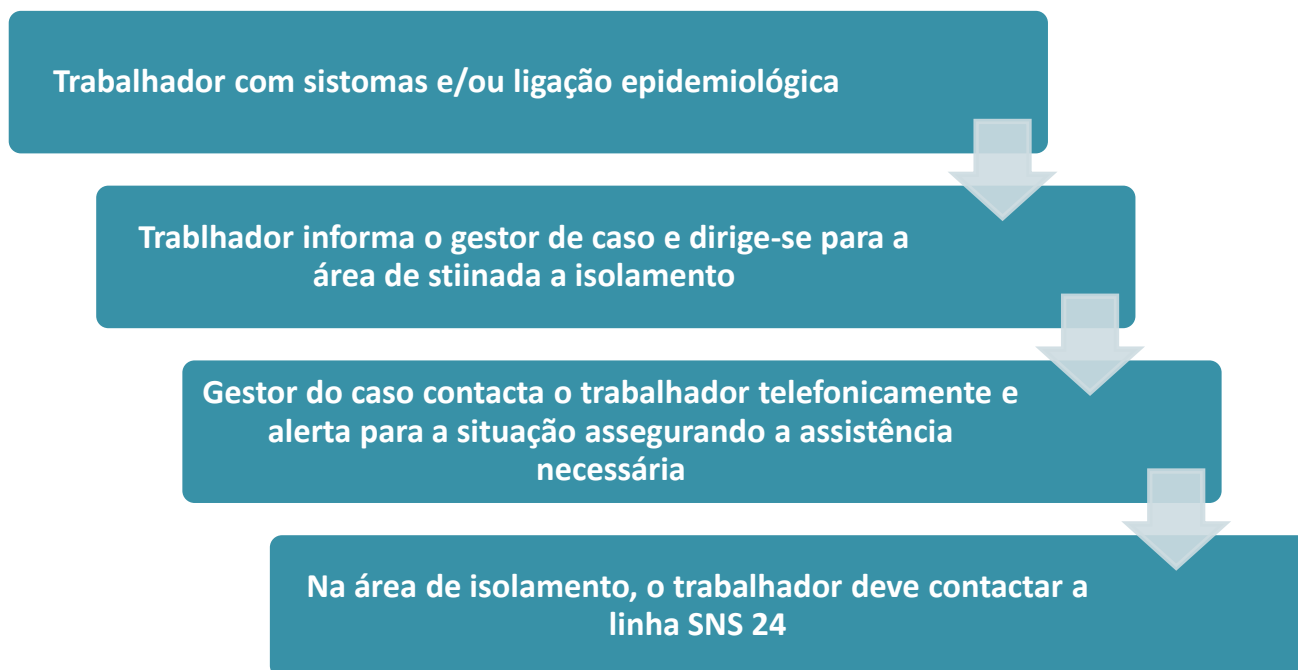 Trabalhador com sistomas e/ou ligação epidemiológica
Trablhador informa o gestor de caso e dirige-se para a
área de stiinada a isolamento
Gestor do caso contacta o trabalhador telefonicamente e
alerta para a situação assegurando a assistência
necessária
Na área de isolamento, o trabalhador deve contactar a
linha SNS 24